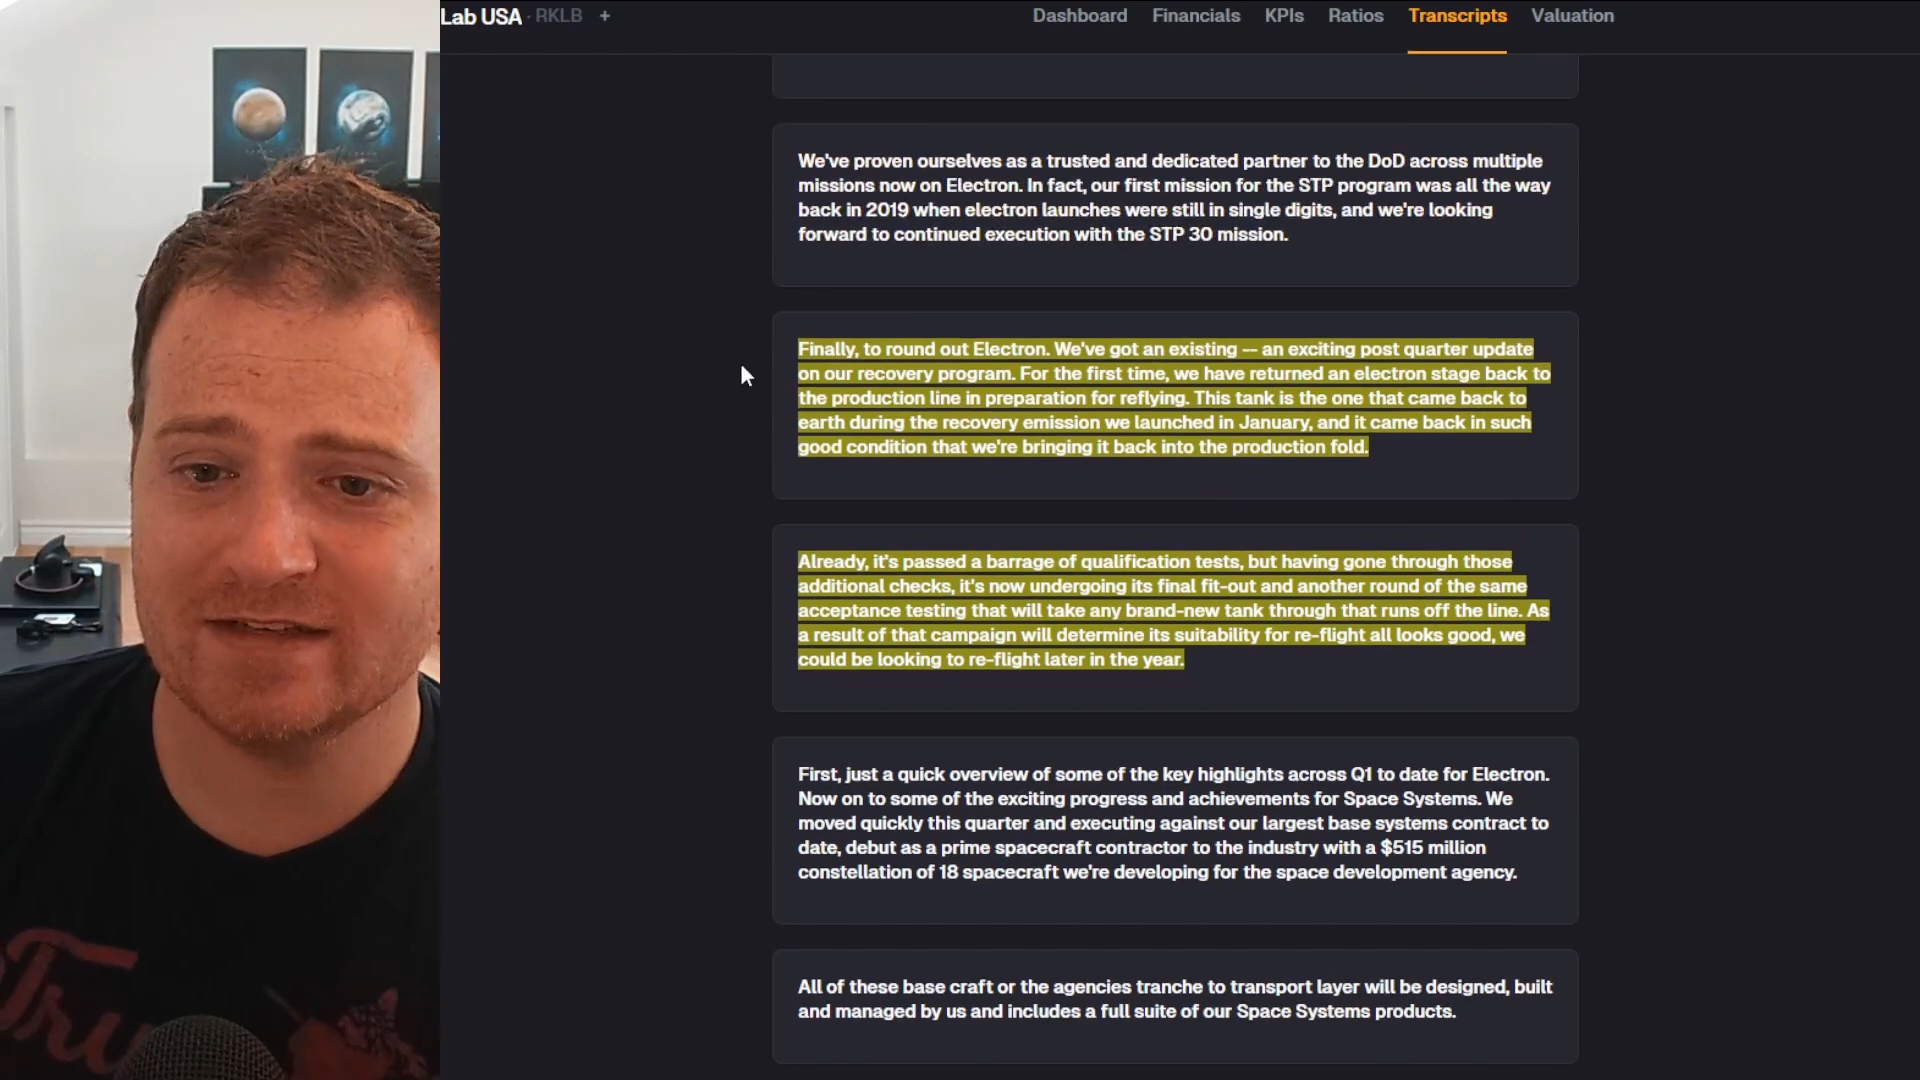 Lab USA · RKLB +
Dashboard Financials KPIs Ratios Transcripts Valuation
We've proven ourselves as a trusted and dedicated partner to the DoD across multiple
missions now on Electron. In fact, our first mission for the STP program was all the way
back in 2019 when electron launches were still in single digits, and we're looking
forward to continued execution with the STP 30 mission.
Finally, to round out Electron. We've got an existing -- an exciting post quarter update
on our recovery program. For the first time, we have returned an electron stage back to
the production line in preparation for reflying. This tank is the one that came back to
earth during the recovery emission we launched in January, and it came back in such
good condition that we're bringing it back into the production fold.
Already, it's passed a barrage of qualification tests, but having gone through those
additional checks, it's now undergoing its final fit-out and another round of the same
acceptance testing that will take any brand-new tank through that runs off the line. As
a result of that campaign will determine its suitability for re-flight all looks good, we
could be looking to re-flight later in the year.
First, just a quick overview of some of the key highlights across Q1 to date for Electron.
Now on to some of the exciting progress and achievements for Space Systems. We
moved quickly this quarter and executing against our largest base systems contract to
date, debut as a prime spacecraft contractor to the industry with a $515 million
constellation of 18 spacecraft we're developing for the space development agency.
All of these base craft or the agencies tranche to transport layer will be designed, built
and managed by us and includes a full suite of our Space Systems products.